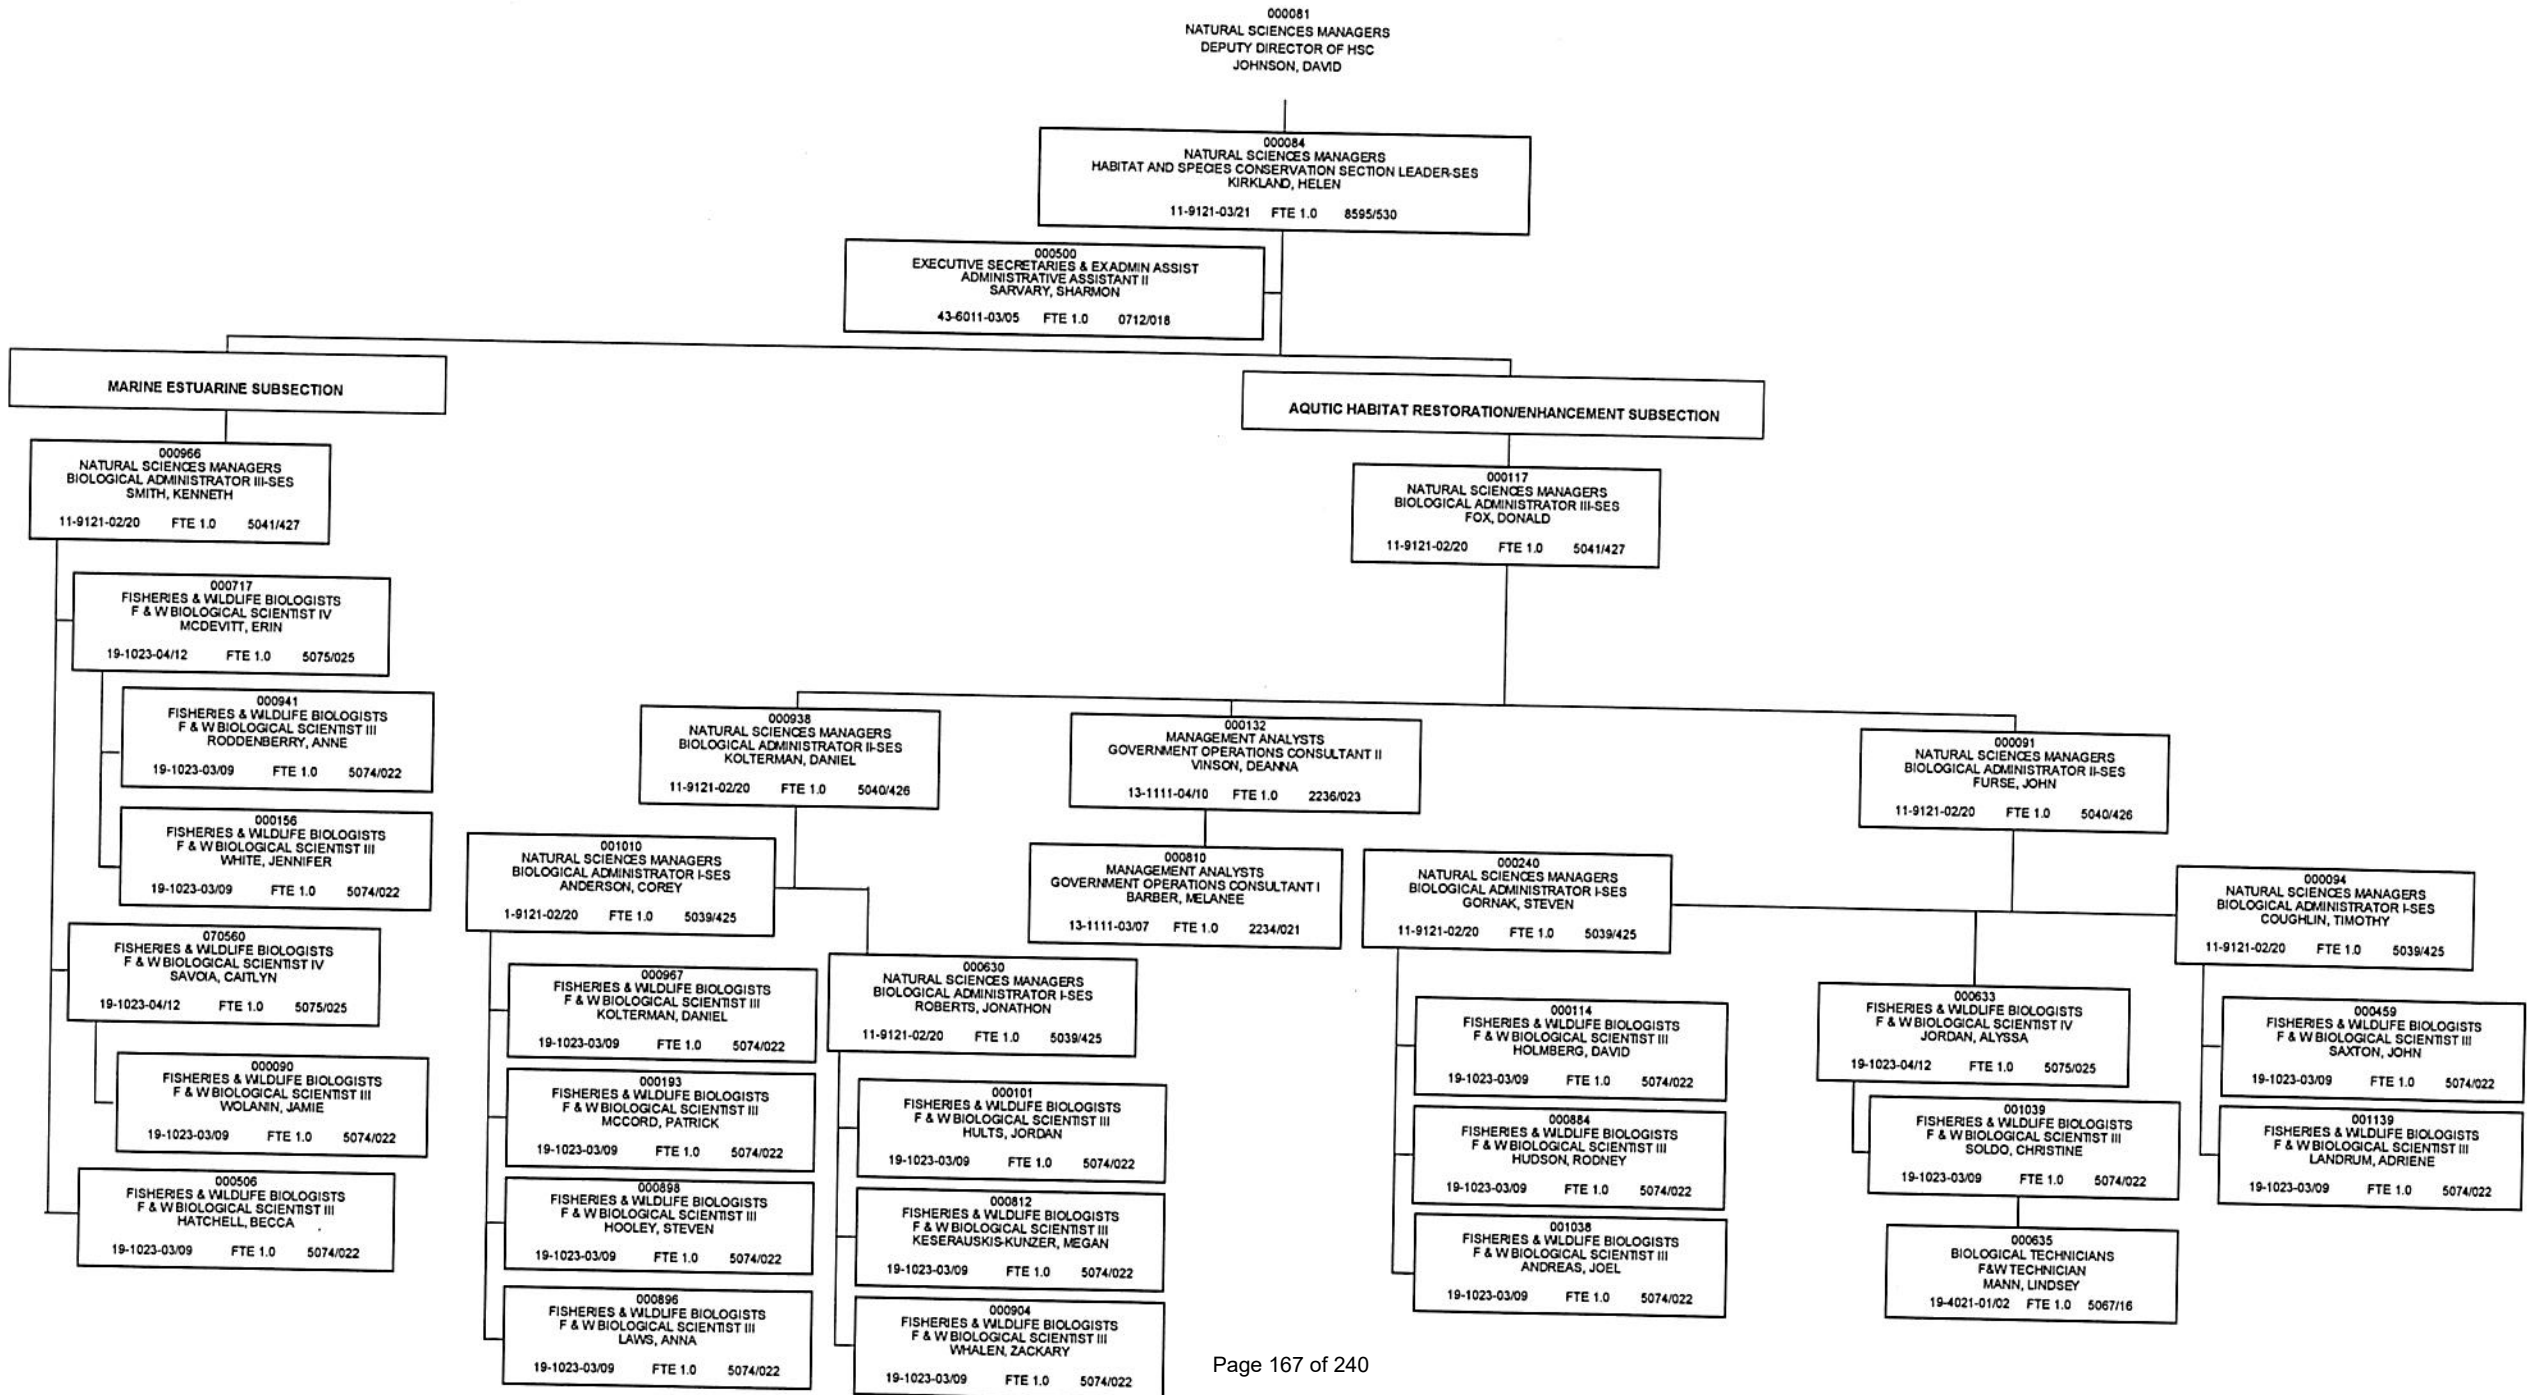 000081
NATURAL SCIENCES MANAGERS
DEPUTY DIRECTOR OF HSC
JOHNSON, DAVID
000084
NATURAL SCIENCES MANAGERS
HABITAT AND SPECIES CONSERVATION SECTION LEADER-SES
KIRKLAND, HELEN
11-9121-03/21 FTE 1.0 8595/530
000500
EXECUTIVE SECRETARIES & EXADMIN ASSIST
ADMINISTRATIVE ASSISTANT II
SARVARY, SHARMON
43-6011-03/05 FTE 1.0 0712/018
MARINE ESTUARINE SUBSECTION
000966
NATURAL SCIENCES MANAGERS
BIOLOGICAL ADMINISTRATOR III-SES
SMITH, KENNETH
11-9121-02/20 FTE 1.0 5041/427
000717
FISHERIES & WILDLIFE BIOLOGISTS
F & W BIOLOGICAL SCIENTIST IV
MCDEVITT, ERIN
19-1023-04/12 FTE 1.0 5075/025
000941
FISHERIES & WILDLIFE BIOLOGISTS
F & W BIOLOGICAL SCIENTIST III
RODDENBERRY, ANNE
19-1023-03/09 FTE 1.0 5074/022
000156
FISHERIES & WILDLIFE BIOLOGISTS
F & W BIOLOGICAL SCIENTIST III
WHITE, JENNIFER
19-1023-03/09 FTE 1.0 5074/022
070560
FISHERIES & WILDLIFE BIOLOGISTS
F & W BIOLOGICAL SCIENTIST IV
SAVOIA, CAITLYN
19-1023-04/12 FTE 1.0 5075/025
000090
FISHERIES & WILDLIFE BIOLOGISTS
F & W BIOLOGICAL SCIENTIST III
WOLANIN, JAMIE
19-1023-03/09 FTE 1.0 5074/022
000506
FISHERIES & WILDLIFE BIOLOGISTS
F & W BIOLOGICAL SCIENTIST III
HATCHELL, BECCA
19-1023-03/09 FTE 1.0 5074/022
AQUTIC HABITAT RESTORATION/ENHANCEMENT SUBSECTION
000117
NATURAL SCIENCES MANAGERS
BIOLOGICAL ADMINISTRATOR III-SES
FOX, DONALD
11-9121-02/20 FTE 1.0 5041/427
000938
NATURAL SCIENCES MANAGERS
BIOLOGICAL ADMINISTRATOR II-SES
KOLTERMAN, DANIEL
11-9121-02/20 FTE 1.0 5040/426
001010
NATURAL SCIENCES MANAGERS
BIOLOGICAL ADMINISTRATOR I-SES
ANDERSON, COREY
1-9121-02/20 FTE 1.0 5039/425
000967
FISHERIES & WILDLIFE BIOLOGISTS
F & W BIOLOGICAL SCIENTIST III
KOLTERMAN, DANIEL
19-1023-03/09 FTE 1.0 5074/022
000193
FISHERIES & WILDLIFE BIOLOGISTS
F & W BIOLOGICAL SCIENTIST III
MCCORD, PATRICK
19-1023-03/09 FTE 1.0 5074/022
000898
FISHERIES & WILDLIFE BIOLOGISTS
F & W BIOLOGICAL SCIENTIST III
HOOLEY, STEVEN
19-1023-03/09 FTE 1.0 5074/022
000896
FISHERIES & WILDLIFE BIOLOGISTS
F & W BIOLOGICAL SCIENTIST III
LAWS, ANNA
19-1023-03/09 FTE 1.0 5074/022
000630
NATURAL SCIENCES MANAGERS
BIOLOGICAL ADMINISTRATOR I-SES
ROBERTS, JONATHON
11-9121-02/20 FTE 1.0 5039/425
000101
FISHERIES & WILDLIFE BIOLOGISTS
F & W BIOLOGICAL SCIENTIST III
HULTS, JORDAN
19-1023-03/09 FTE 1.0 5074/022
000812
FISHERIES & WILDLIFE BIOLOGISTS
F & W BIOLOGICAL SCIENTIST III
KESERAUSKIS-KUNZER, MEGAN
19-1023-03/09 FTE 1.0 5074/022
000904
FISHERIES & WILDLIFE BIOLOGISTS
F & W BIOLOGICAL SCIENTIST III
WHALEN, ZACKARY
19-1023-03/09 FTE 1.0 5074/022
000132
MANAGEMENT ANALYSTS
GOVERNMENT OPERATIONS CONSULTANT II
VINSON, DEANNA
13-1111-04/10 FTE 1.0 2236/023
000810
MANAGEMENT ANALYSTS
GOVERNMENT OPERATIONS CONSULTANT I
BARBER, MELANEE
13-1111-03/07 FTE 1.0 2234/021
000091
NATURAL SCIENCES MANAGERS
BIOLOGICAL ADMINISTRATOR II-SES
FURSE, JOHN
11-9121-02/20 FTE 1.0 5040/426
000240
NATURAL SCIENCES MANAGERS
BIOLOGICAL ADMINISTRATOR I-SES
GORNAK, STEVEN
11-9121-02/20 FTE 1.0 5039/425
000114
FISHERIES & WILDLIFE BIOLOGISTS
F & W BIOLOGICAL SCIENTIST III
HOLMBERG, DAVID
19-1023-03/09 FTE 1.0 5074/022
000884
FISHERIES & WILDLIFE BIOLOGISTS
F & W BIOLOGICAL SCIENTIST III
HUDSON, RODNEY
19-1023-03/09 FTE 1.0 5074/022
001038
FISHERIES & WILDLIFE BIOLOGISTS
F & W BIOLOGICAL SCIENTIST III
ANDREAS, JOEL
19-1023-03/09 FTE 1.0 5074/022
000633
FISHERIES & WILDLIFE BIOLOGISTS
F & W BIOLOGICAL SCIENTIST IV
JORDAN, ALYSSA
19-1023-04/12 FTE 1.0 5075/025
001039
FISHERIES & WILDLIFE BIOLOGISTS
F & W BIOLOGICAL SCIENTIST III
SOLDO, CHRISTINE
19-1023-03/09 FTE 1.0 5074/022
000635
BIOLOGICAL TECHNICIANS
F&W TECHNICIAN
MANN, LINDSEY
19-4021-01/02 FTE 1.0 5067/16
000094
NATURAL SCIENCES MANAGERS
BIOLOGICAL ADMINISTRATOR I-SES
COUGHLIN, TIMOTHY
11-9121-02/20 FTE 1.0 5039/425
000459
FISHERIES & WILDLIFE BIOLOGISTS
F & W BIOLOGICAL SCIENTIST III
SAXTON, JOHN
19-1023-03/09 FTE 1.0 5074/022
001139
FISHERIES & WILDLIFE BIOLOGISTS
F & W BIOLOGICAL SCIENTIST III
LANDRUM, ADRIENE
19-1023-03/09 FTE 1.0 5074/022
Page 167 of 240